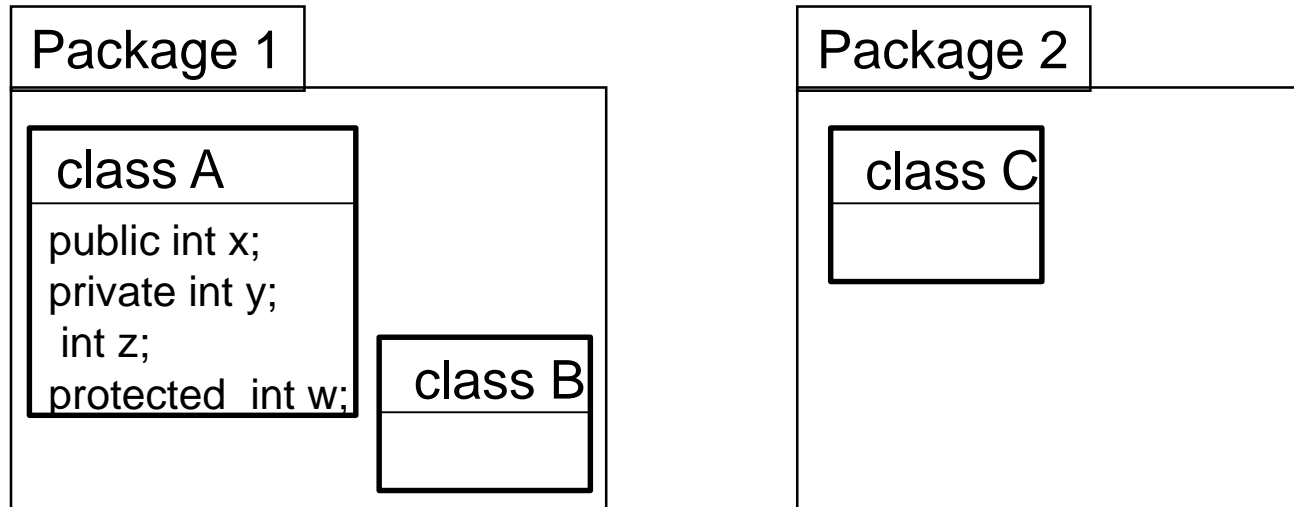 Package 1
class A
public int x;
private int y;
int z;
protected  int w;
class B
Package 2
class C